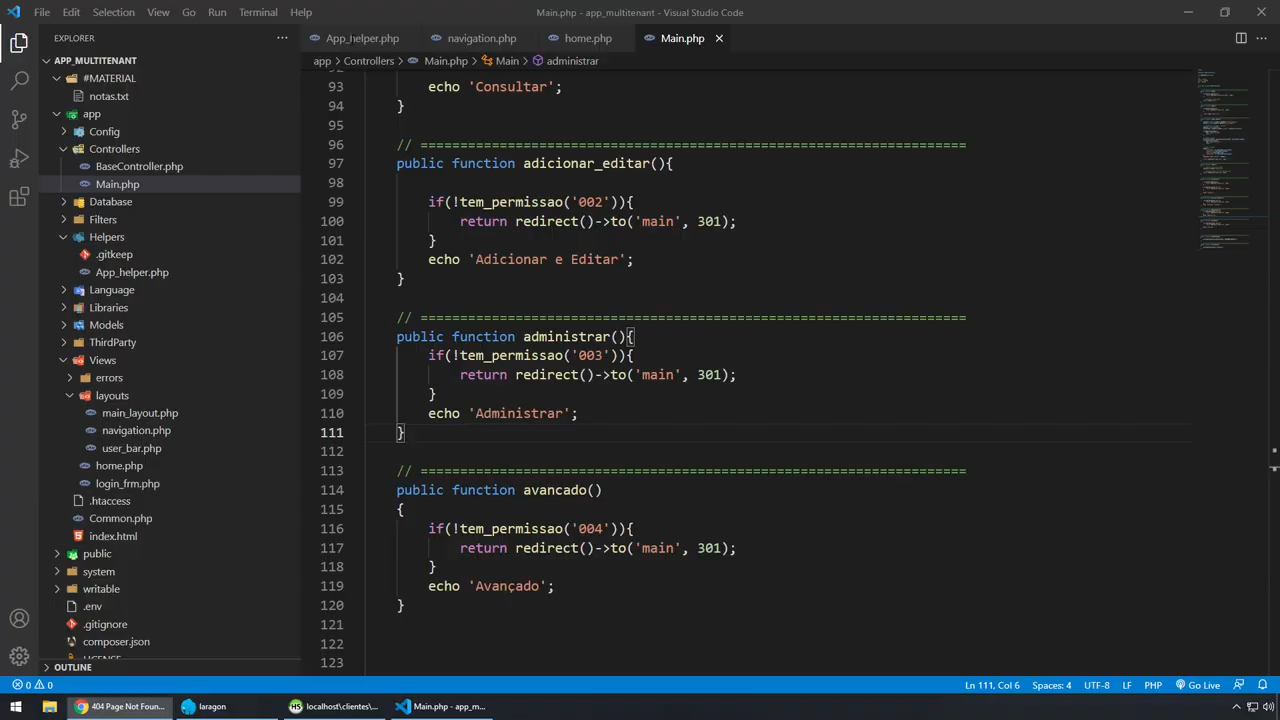 File Edit Selection View Go Run Terminal Help
Main.php - app_multitenant - Visual Studio Code
EXPLORER
APP_MULTITENANT
#MATERIAL
notas.txt
app
Config
Controllers
BaseController.php
Main.php
Database
Filters
Helpers
.gitkeep
App_helper.php
Language
Libraries
Models
ThirdParty
Views
errors
layouts
main_layout.php
navigation.php
user_bar.php
home.php
login_frm.php
.htaccess
Common.php
index.html
public
system
writable
.env
.gitignore
composer.json
LICENSE
OUTLINE
App_helper.php navigation.php home.php Main.php
app > Controllers > Main.php > Main > administrar
93 echo 'Consultar';
94 }
95
96 // =====================================================================
97 public function adicionar_editar(){
98
99 if(!tem_permissao('002')){
100 return redirect()->to('main', 301);
101 }
102 echo 'Adicionar e Editar';
103 }
104
105 // =====================================================================
106 public function administrar(){
107 if(!tem_permissao('003')){
108 return redirect()->to('main', 301);
109 }
110 echo 'Administrar';
111 }
112
113 // =====================================================================
114 public function avancado()
115 {
116 if(!tem_permissao('004')){
117 return redirect()->to('main', 301);
118 }
119 echo 'Avançado';
120 }
121
122
123
0 0 Ln 111, Col 6 Spaces: 4 UTF-8 LF PHP Go Live
404 Page Not Foun... laragon localhost\clientes\... Main.php - app_m...